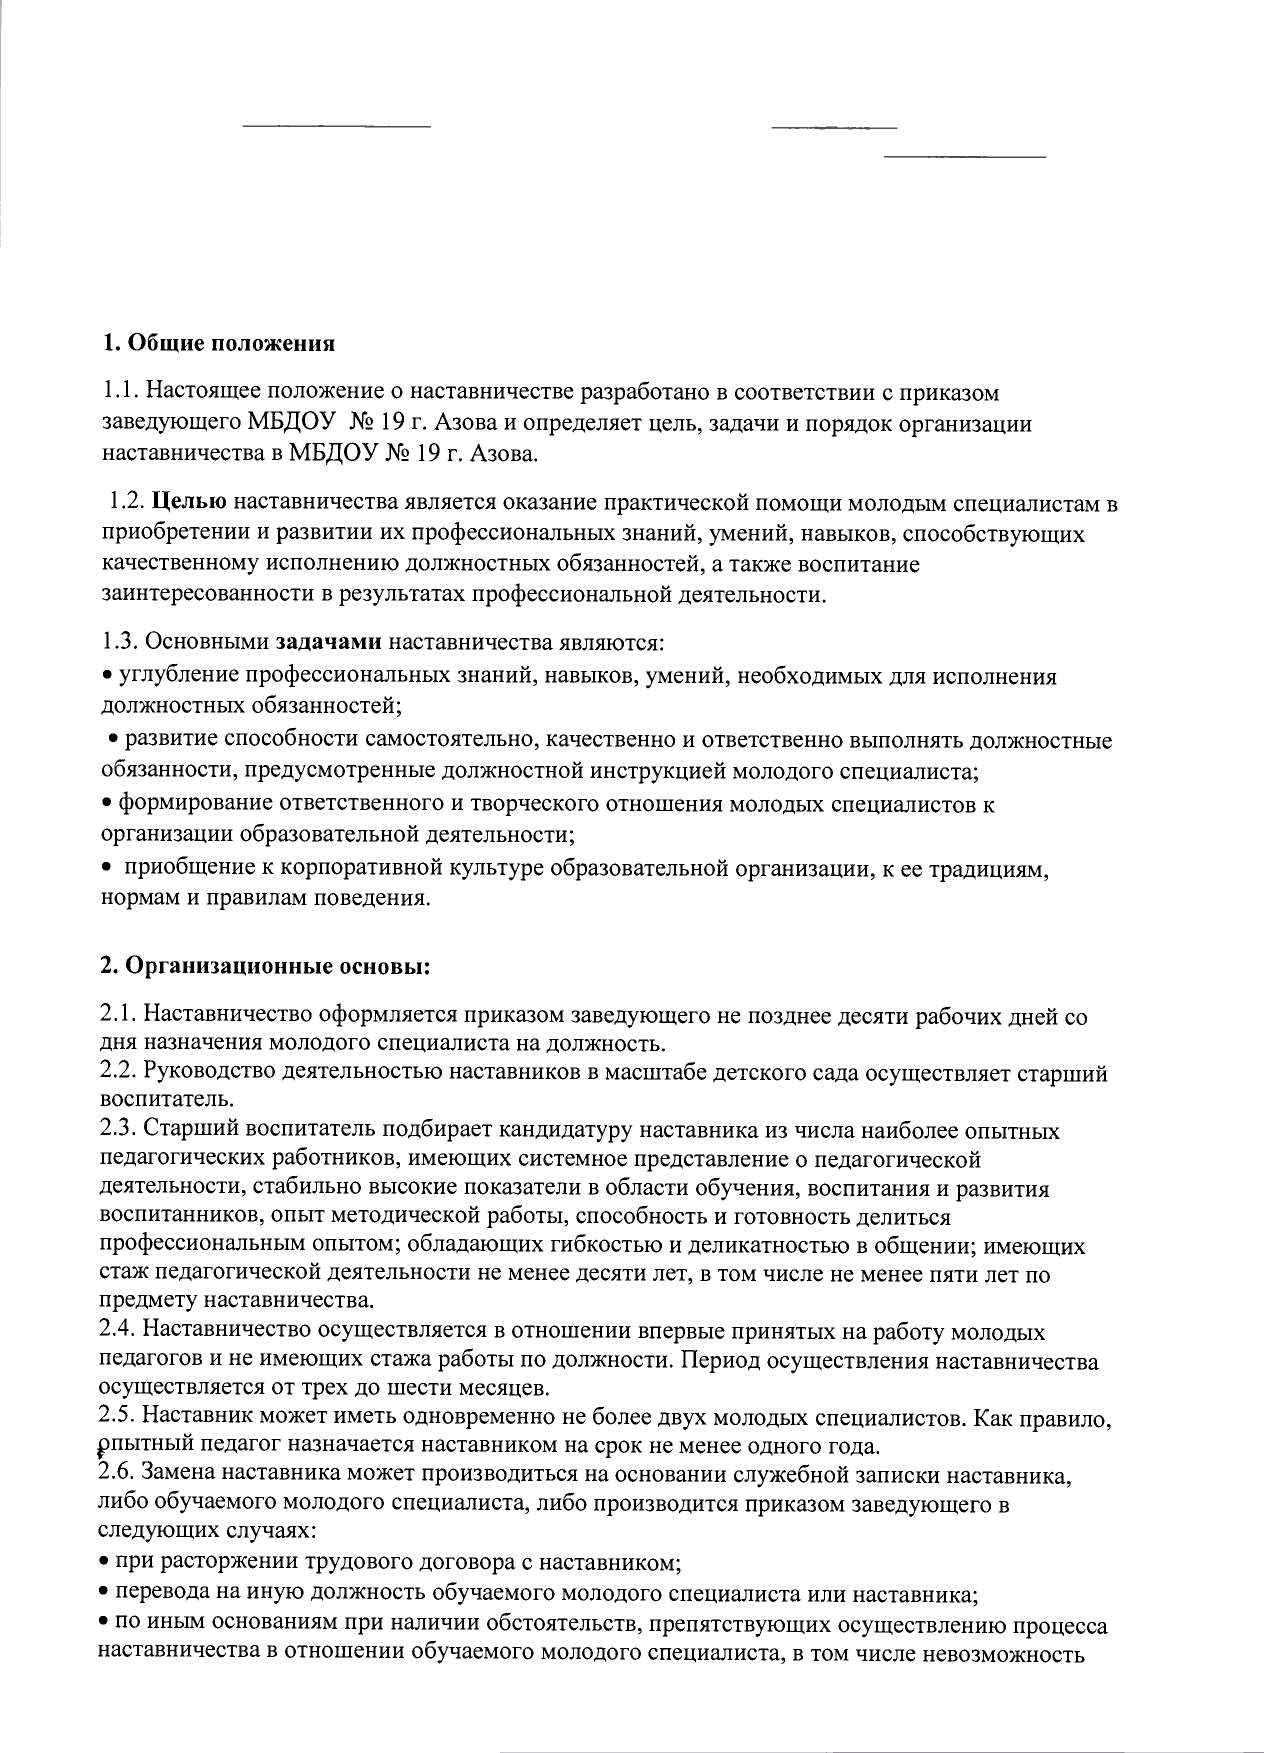 1. Общие положения
1.1. Настоящее положение о наставничестве разработано в соответствии с приказом
заведующего МБДОУ № 19 г. Азова и определяет цель, задачи и порядок организации
наставничества в МБДОУ № 19 г. Азова.
1.2. Целью наставничества является оказание практической помощи молодым специалистам в
приобретении и развитии их профессиональных знаний, умений, навыков, способствующих
качественному исполнению должностных обязанностей, а также воспитание
заинтересованности в результатах профессиональной деятельности.
1.3. Основными задачами наставничества являются:
• углубление профессиональных знаний, навыков, умений, необходимых для исполнения
должностных обязанностей;
• развитие способности самостоятельно, качественно и ответственно выполнять должностные
обязанности, предусмотренные должностной инструкцией молодого специалиста;
• формирование ответственного и творческого отношения молодых специалистов к
организации образовательной деятельности;
• приобщение к корпоративной культуре образовательной организации, к ее традициям,
нормам и правилам поведения.
2. Организационные основы:
2.1. Наставничество оформляется приказом заведующего не позднее десяти рабочих дней со
дня назначения молодого специалиста на должность.
2.2. Руководство деятельностью наставников в масштабе детского сада осуществляет старший
воспитатель.
2.3. Старший воспитатель подбирает кандидатуру наставника из числа наиболее опытных
педагогических работников, имеющих системное представление о педагогической
деятельности, стабильно высокие показатели в области обучения, воспитания и развития
воспитанников, опыт методической работы, способность и готовность делиться
профессиональным опытом; обладающих гибкостью и деликатностью в общении; имеющих
стаж педагогической деятельности не менее десяти лет, в том числе не менее пяти лет по
предмету наставничества.
2.4. Наставничество осуществляется в отношении впервые принятых на работу молодых
педагогов и не имеющих стажа работы по должности. Период осуществления наставничества
осуществляется от трех до шести месяцев.
2.5. Наставник может иметь одновременно не более двух молодых специалистов. Как правило,
опытный педагог назначается наставником на срок не менее одного года.
2.6. Замена наставника может производиться на основании служебной записки наставника,
либо обучаемого молодого специалиста, либо производится приказом заведующего в
следующих случаях:
• при расторжении трудового договора с наставником;
• перевода на иную должность обучаемого молодого специалиста или наставника;
• по иным основаниям при наличии обстоятельств, препятствующих осуществлению процесса
наставничества в отношении обучаемого молодого специалиста, в том числе невозможность